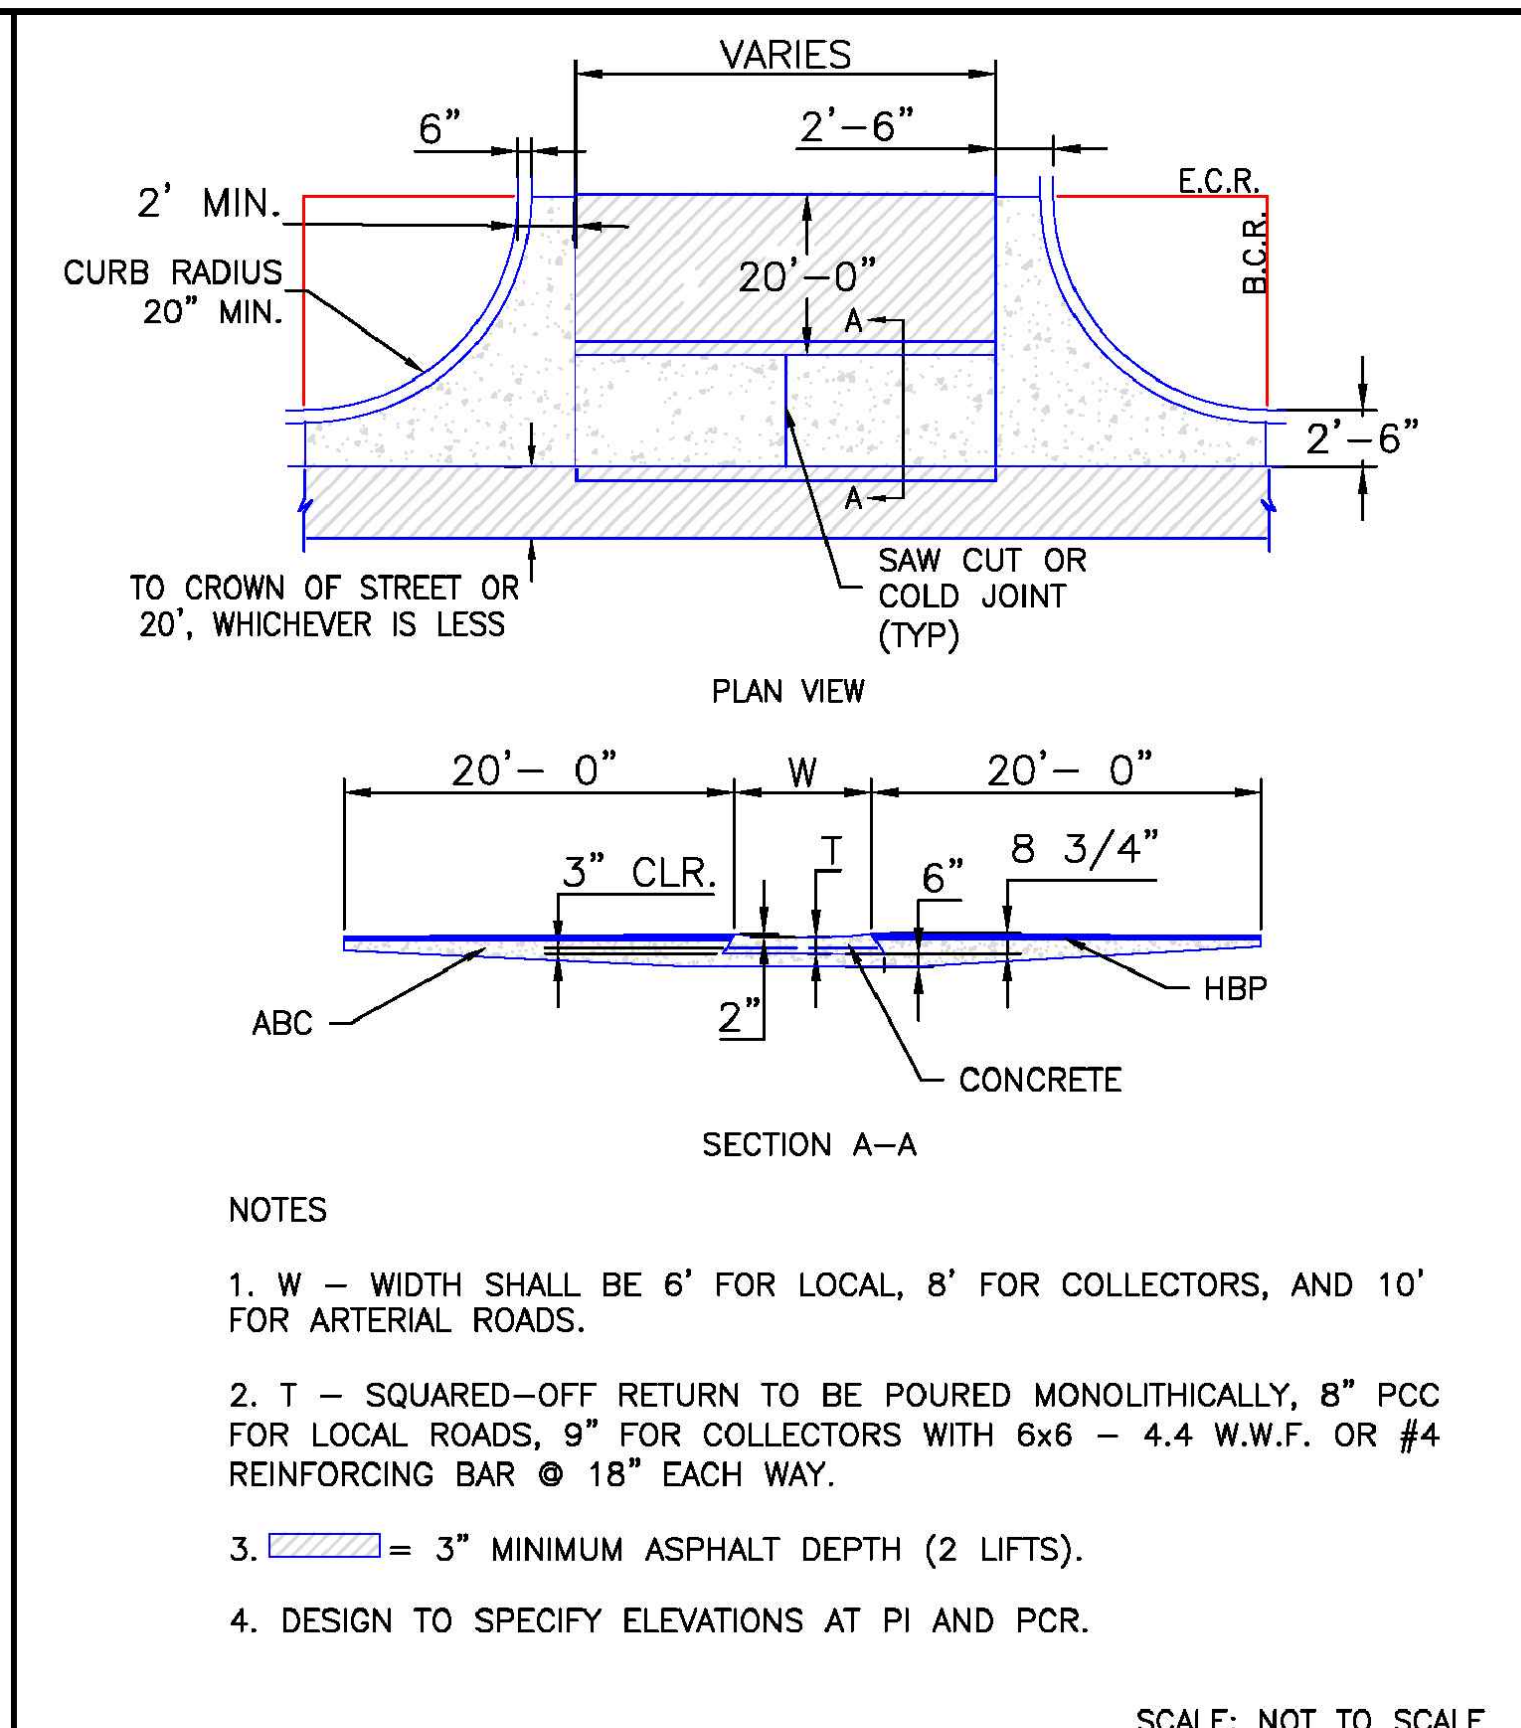 VARIES
6”
2’-6”
E.C.R.
2’ MIN.
B.C.R.
CURB RADIUS
20” MIN.
20’-0”
A
2’-6”
A
SAW CUT OR
COLD JOINT
(TYP)
TO CROWN OF STREET OR
20’, WHICHEVER IS LESS
PLAN VIEW
20’- 0”
W
20’- 0”
3” CLR.
T
6”
8 3/4”
2”
ABC
HBP
CONCRETE
SECTION A-A
NOTES
1. W – WIDTH SHALL BE 6’ FOR LOCAL, 8’ FOR COLLECTORS, AND 10’
FOR ARTERIAL ROADS.
2. T – SQUARED-OFF RETURN TO BE POURED MONOLITHICALLY, 8” PCC
FOR LOCAL ROADS, 9” FOR COLLECTORS WITH 6x6 – 4.4 W.W.F. OR #4
REINFORCING BAR @ 18” EACH WAY.
3. = 3” MINIMUM ASPHALT DEPTH (2 LIFTS).
4. DESIGN TO SPECIFY ELEVATIONS AT PI AND PCR.
SCALE: NOT TO SCALE